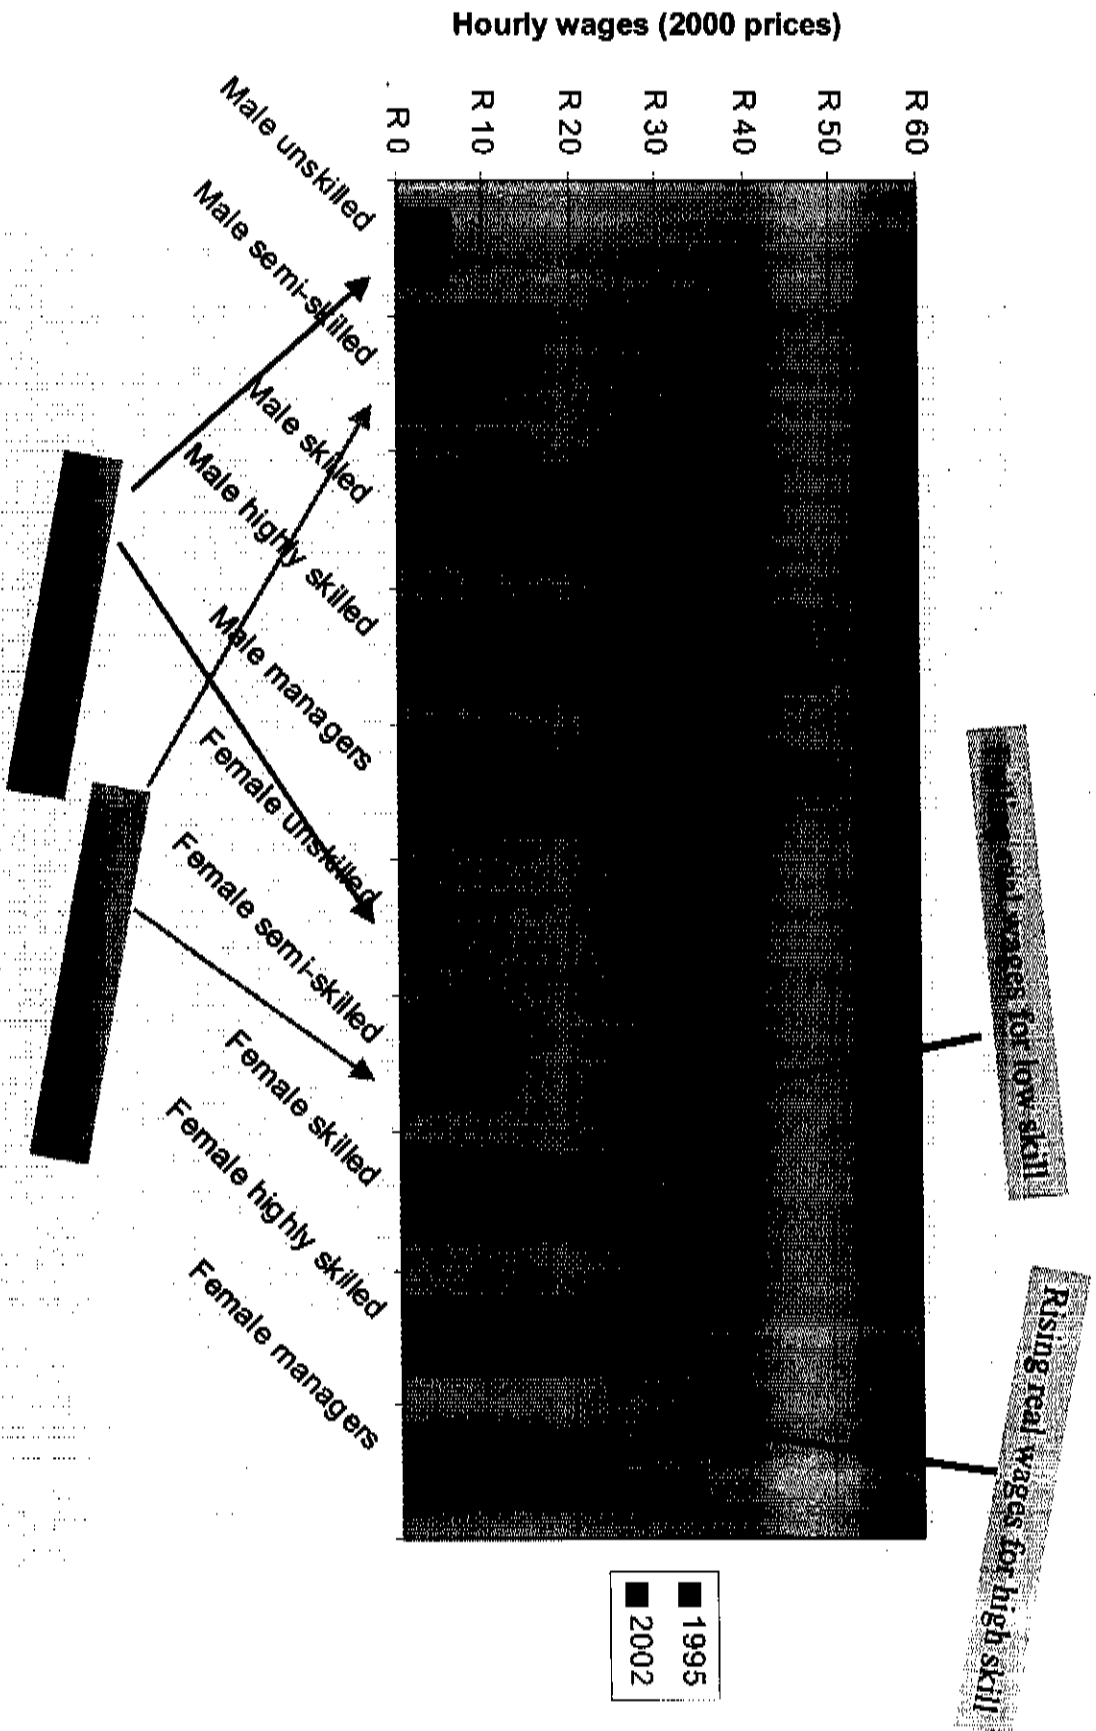 wages for low skill
Rising real wages for high skill
Hourly wages (2000 prices)
R 60
R 50
R 40
R 30
R 20
R 10
R 0
1995
2002
Male unskilled
Male semi-skilled
Male skilled
Male highly skilled
Male managers
Female unskilled
Female semi-skilled
Female skilled
Female highly skilled
Female managers